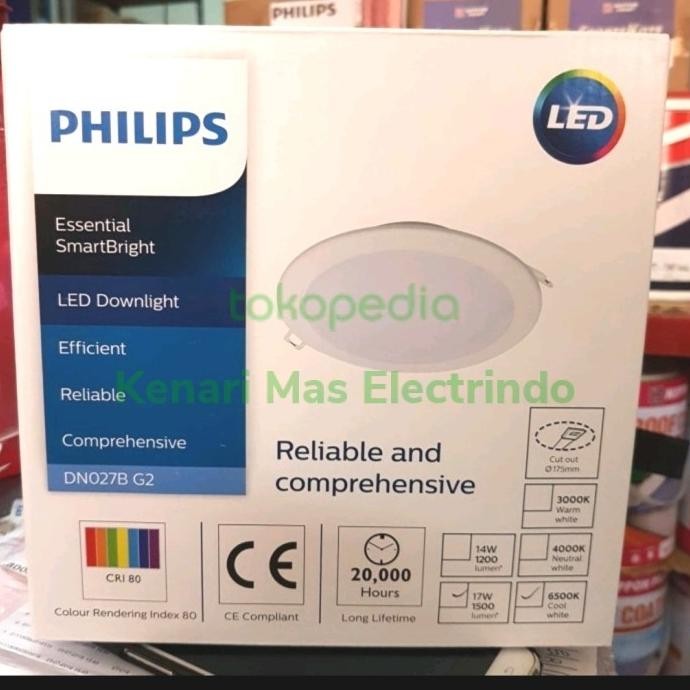 PHILIPS
PHILIPS
LED
Essential
SmartBright
LED Downlight
Efficient
Reliable
Comprehensive
DN027B G2
tokopedia
Kenari Mas Electrindo
Reliable and
comprehensive
Cut out
Ø175mm
3000K
Warm
white
14W
1200
lumen*
4000K
Neutral
white
17W
1500
lumen*
6500K
Cool
white
CRI 80
Colour Rendering Index 80
CE
CE Compliant
20,000
Hours
Long Lifetime